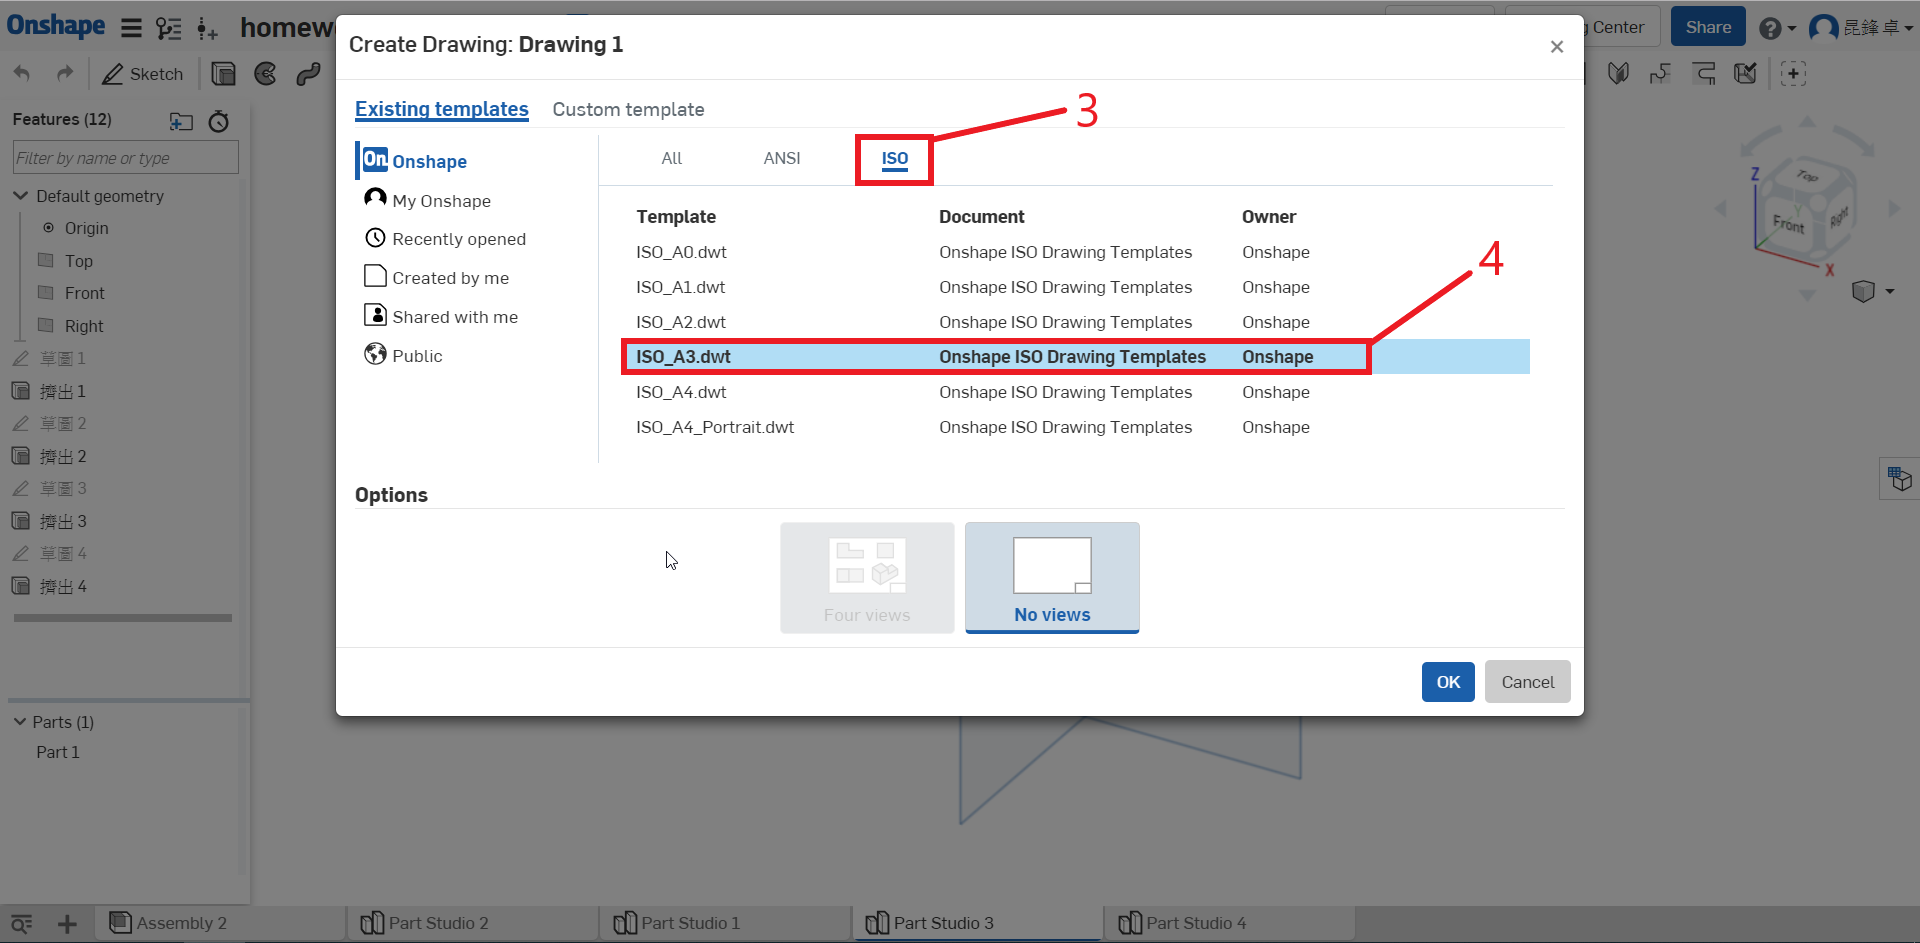 Onshape
homew
g Center
Share
昆鋒 卓
Sketch
Create Drawing: Drawing 1
Existing templates
Custom template
3
Onshape
My Onshape
Recently opened
Created by me
Shared with me
Public
All
ANSI
ISO
Template
Document
Owner
ISO_A0.dwt
Onshape ISO Drawing Templates
Onshape
ISO_A1.dwt
Onshape ISO Drawing Templates
Onshape
4
ISO_A2.dwt
Onshape ISO Drawing Templates
Onshape
ISO_A3.dwt
Onshape ISO Drawing Templates
Onshape
ISO_A4.dwt
Onshape ISO Drawing Templates
Onshape
ISO_A4_Portrait.dwt
Onshape ISO Drawing Templates
Onshape
Options
Four views
No views
OK
Cancel
Features (12)
Filter by name or type
Default geometry
Origin
Top
Front
Right
草圖 1
擠出 1
草圖 2
擠出 2
草圖 3
擠出 3
草圖 4
擠出 4
Parts (1)
Part 1
Z
Top
Y
Front
Right
X
On
Assembly 2
Part Studio 2
Part Studio 1
Part Studio 3
Part Studio 4